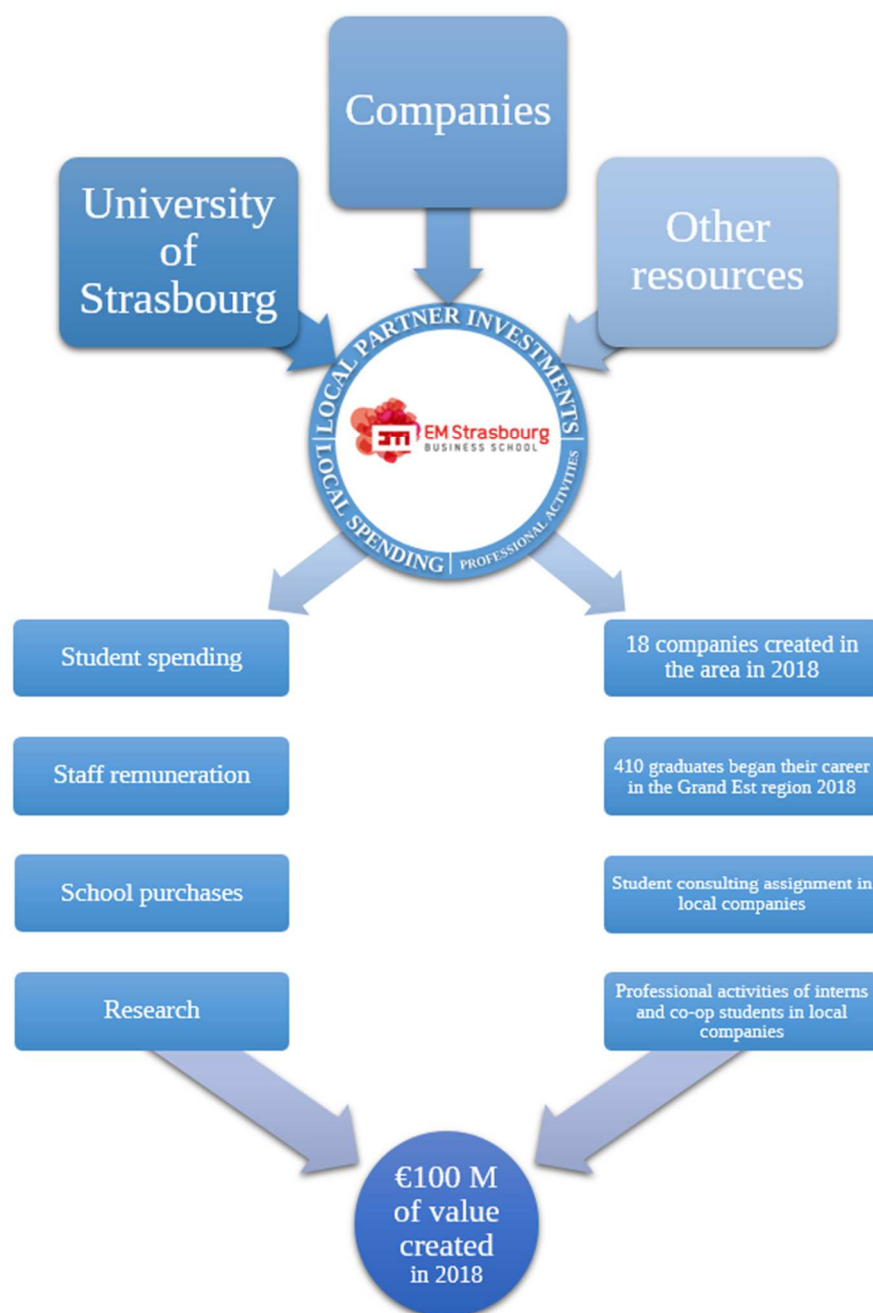 Companies
University
of
Strasbourg
Other
resources
LOCAL PARTNER INVESTMENTS
LOCAL SPENDING
PROFESSIONAL ACTIVITIES
EM Strasbourg
BUSINESS SCHOOL
Student spending
18 companies created in
the area in 2018
Staff remuneration
410 graduates began their career
in the Grand Est region 2018
School purchases
Student consulting assignment in
local companies
Research
Professional activities of interns
and co-op students in local
companies
€100 M
of value
created
in 2018